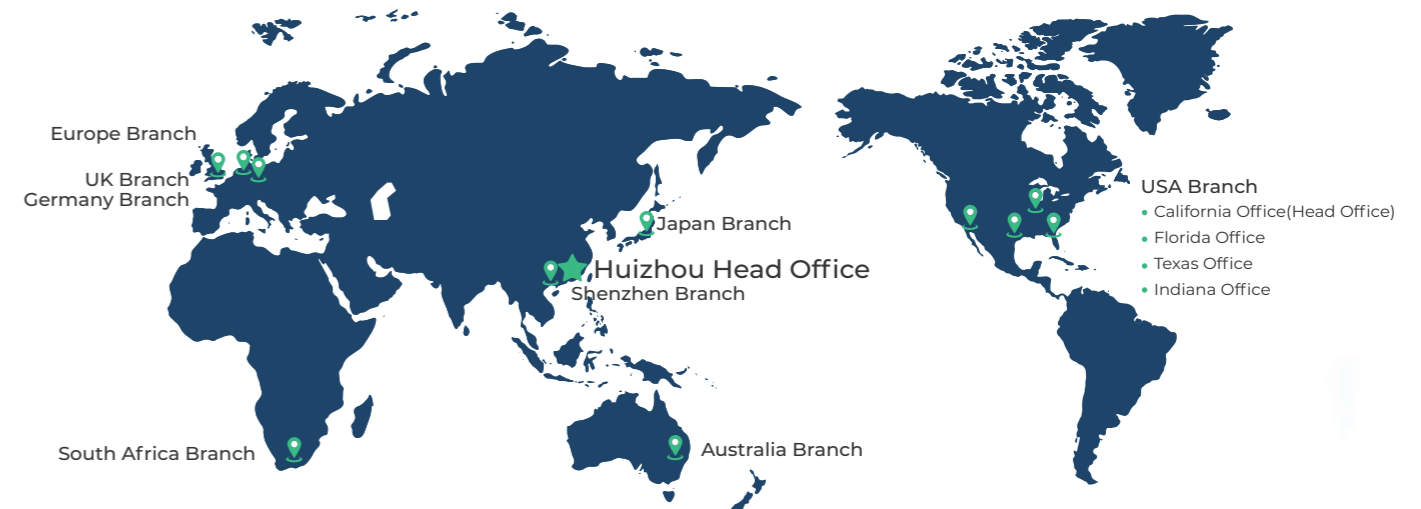 Europe Branch
UK Branch
Germany Branch
South Africa Branch
Japan Branch
Huizhou Head Office
Shenzhen Branch
Australia Branch
USA Branch
California Office(Head Office)
Florida Office
Texas Office
Indiana Office